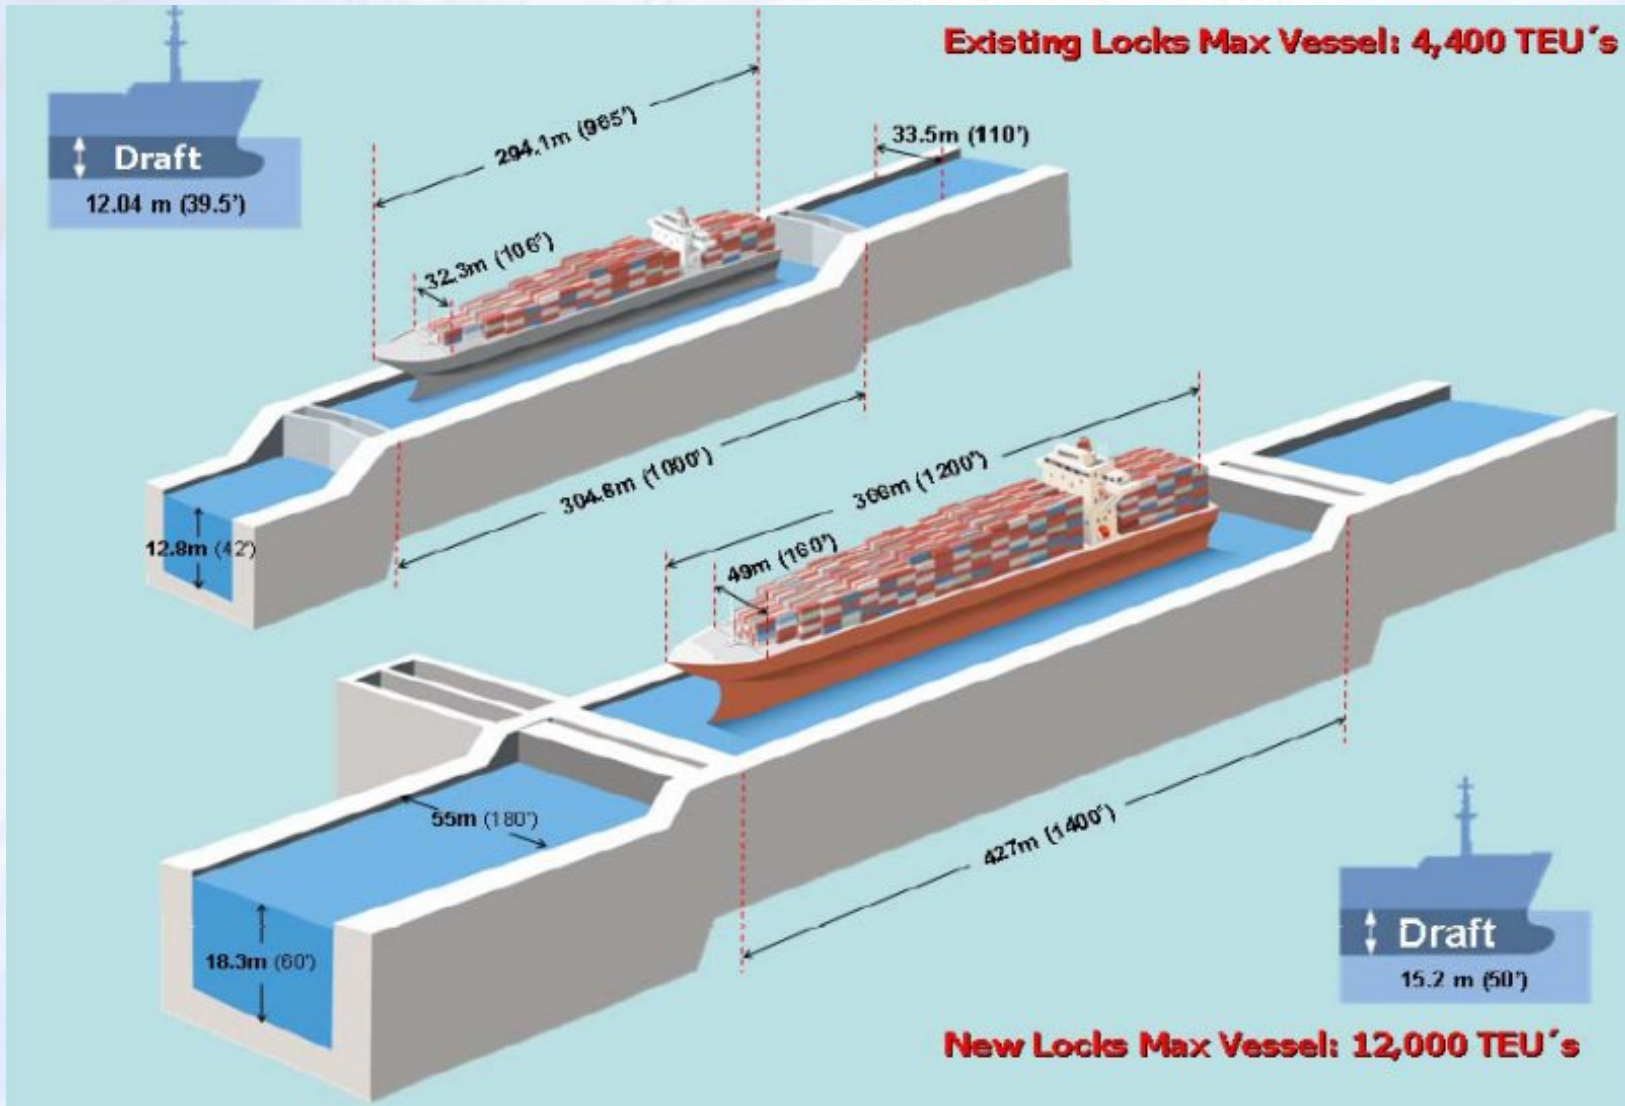 Existing Locks Max Vessel: 4,400 TEU´s
Draft
12.04 m (39.5')
294.1m (965')
33.5m (110')
32.3m (106')
304.8m (1000')
12.8m (42')
366m (1200')
49m (160')
55m (180')
427m (1400')
18.3m (60')
Draft
15.2 m (50')
New Locks Max Vessel: 12,000 TEU´s